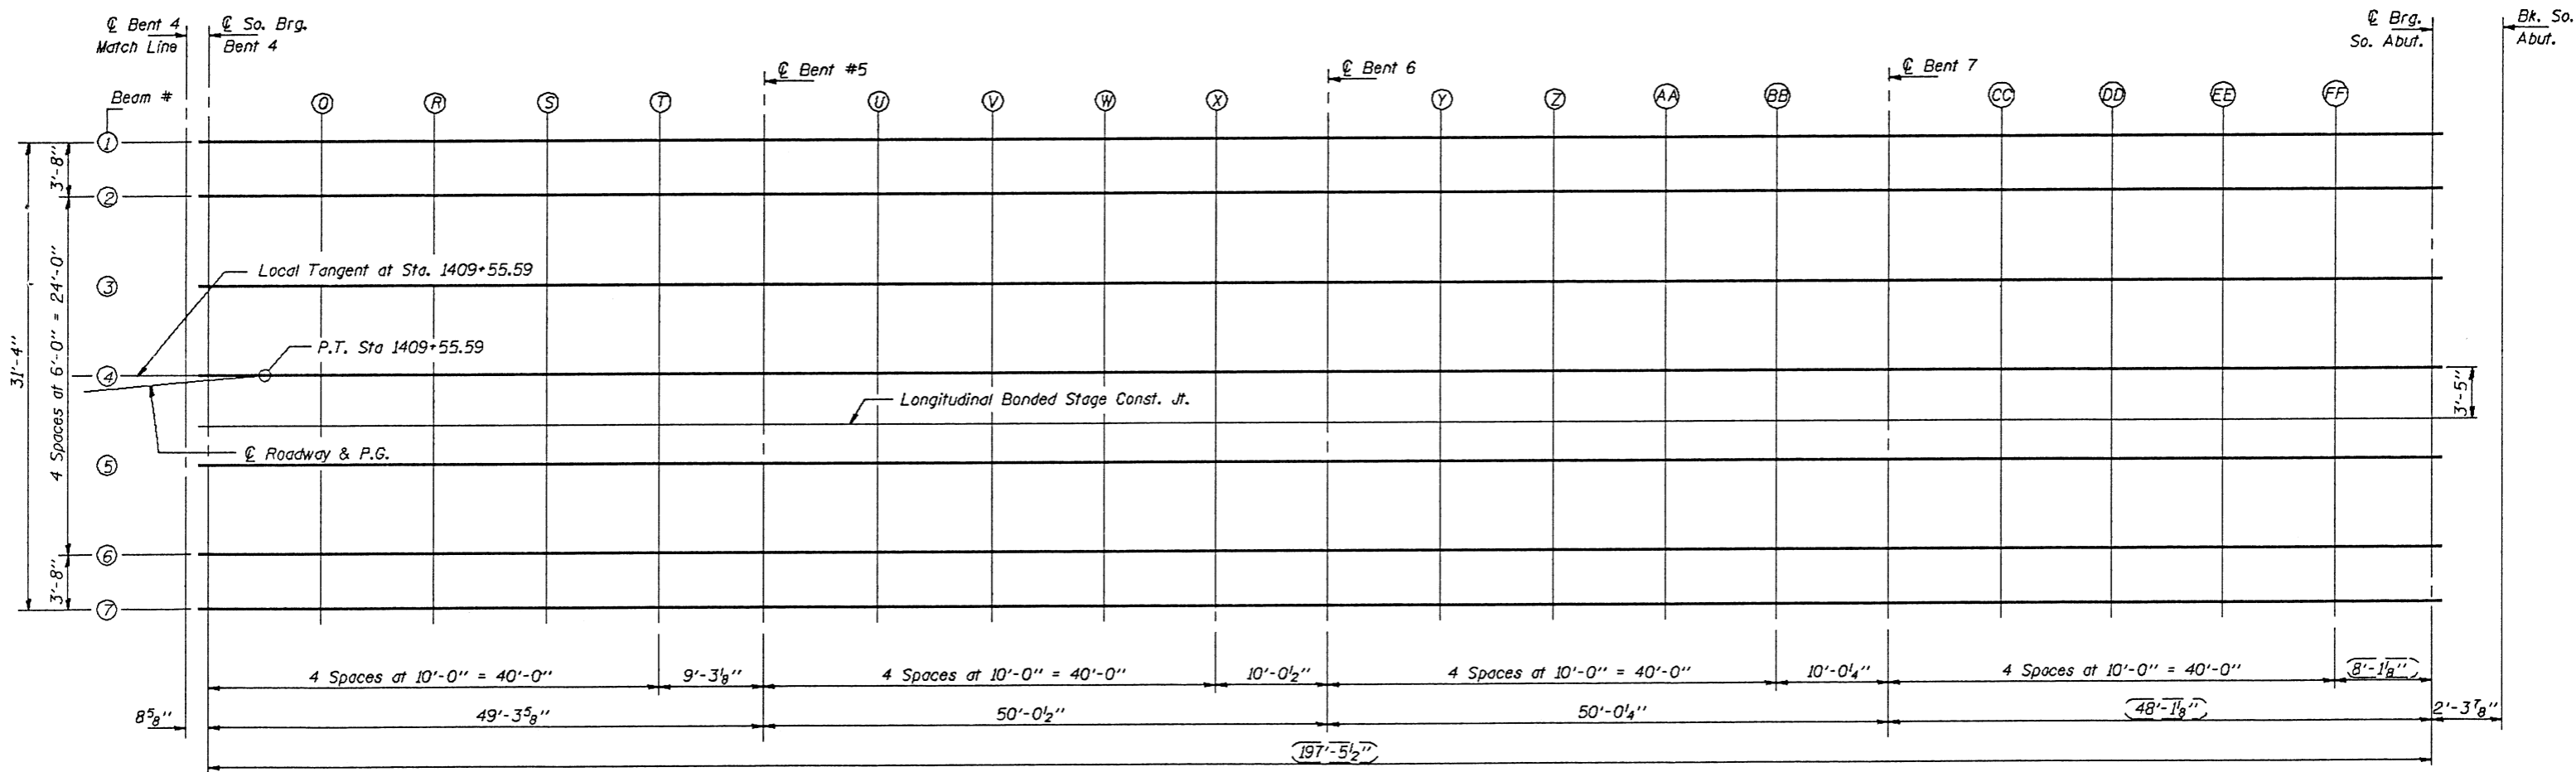 ℄ Bent 4
Match Line
℄ So. Brg.
Bent 4
℄ Brg.
So. Abut.
Bk. So.
Abut.
℄ Bent #5
℄ Bent 6
℄ Bent 7
Beam #
Q R S T U V W X Y Z AA BB CC DD EE FF
1
2
3
4
5
6
7
3'-8"
4 Spaces at 6'-0" = 24'-0"
3'-8"
31'-4"
Local Tangent at Sta. 1409+55.59
P.T. Sta 1409+55.59
Longitudinal Bonded Stage Const. Jt.
℄ Roadway & P.G.
3'-5"
4 Spaces at 10'-0" = 40'-0"
9'-3⅛"
4 Spaces at 10'-0" = 40'-0"
10'-0½"
4 Spaces at 10'-0" = 40'-0"
10'-0¼"
4 Spaces at 10'-0" = 40'-0"
8'-1⅛"
8⅝"
49'-3⅝"
50'-0½"
50'-0¼"
48'-1⅛"
2'-3⅞"
197'-5½"